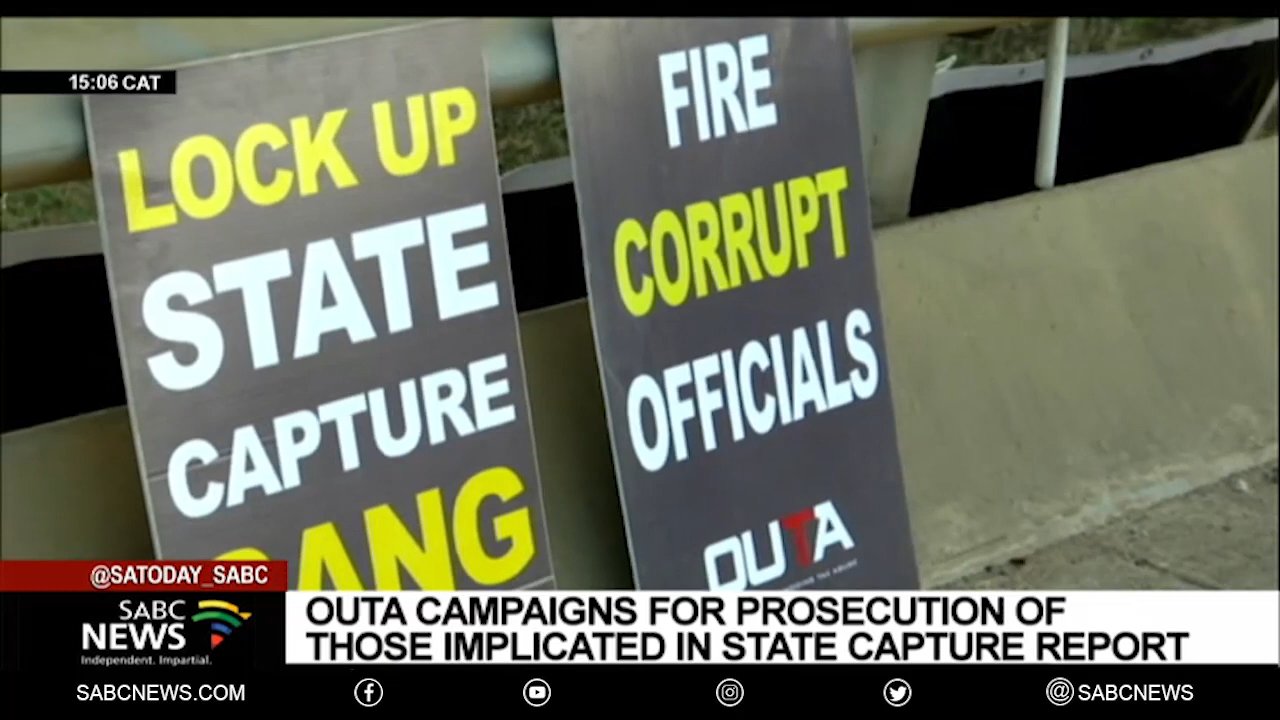 15:06 CAT
LOCK UP
STATE
CAPTURE
GANG
FIRE
CORRUPT
OFFICIALS
OUTA
@SATODAY_SABC
SABC
NEWS
Independent. Impartial.
OUTA CAMPAIGNS FOR PROSECUTION OF
THOSE IMPLICATED IN STATE CAPTURE REPORT
SABCNEWS.COM
@SABCNEWS